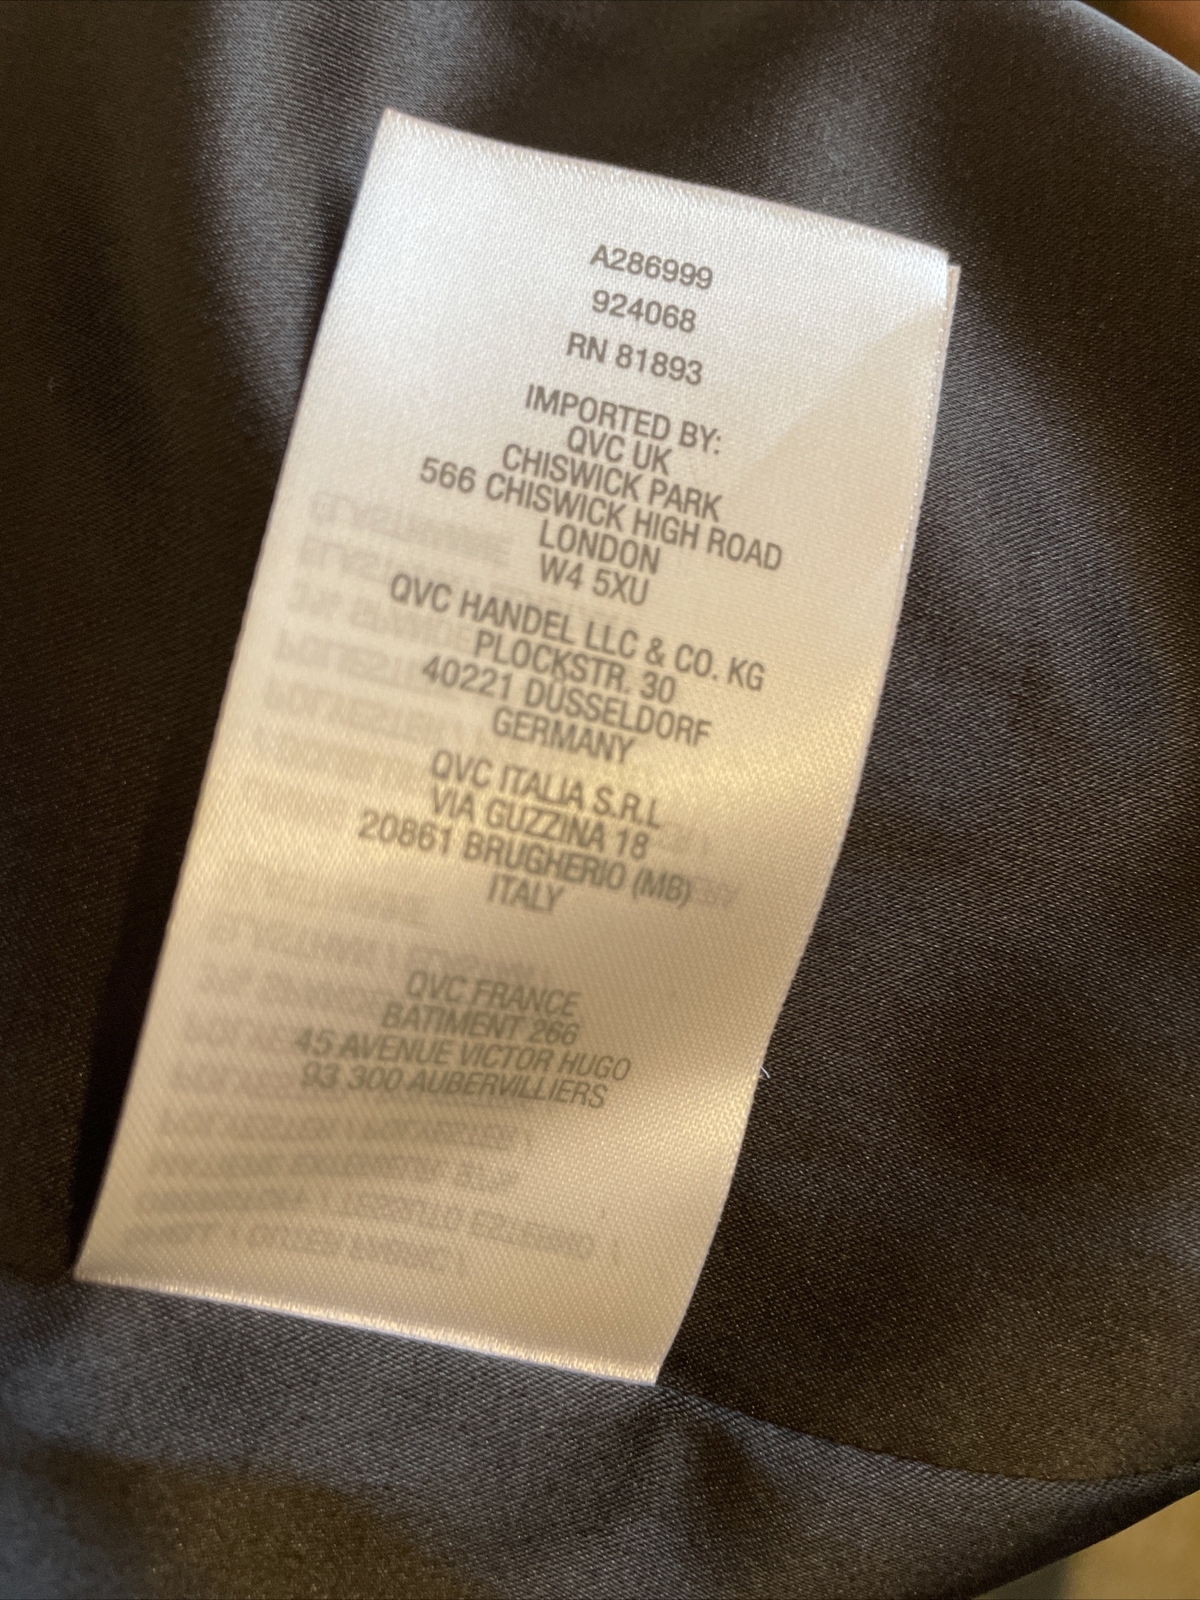 A286999
924068
RN 81893
IMPORTED BY:
QVC UK
CHISWICK PARK
566 CHISWICK HIGH ROAD
LONDON
W4 5XU
QVC HANDEL LLC & CO. KG
PLOCKSTR. 30
40221 DÜSSELDORF
GERMANY
QVC ITALIA S.R.L
VIA GUZZINA 18
20861 BRUGHERIO (MB)
ITALY
QVC FRANCE
BATIMENT 266
45 AVENUE VICTOR HUGO
93 300 AUBERVILLIERS